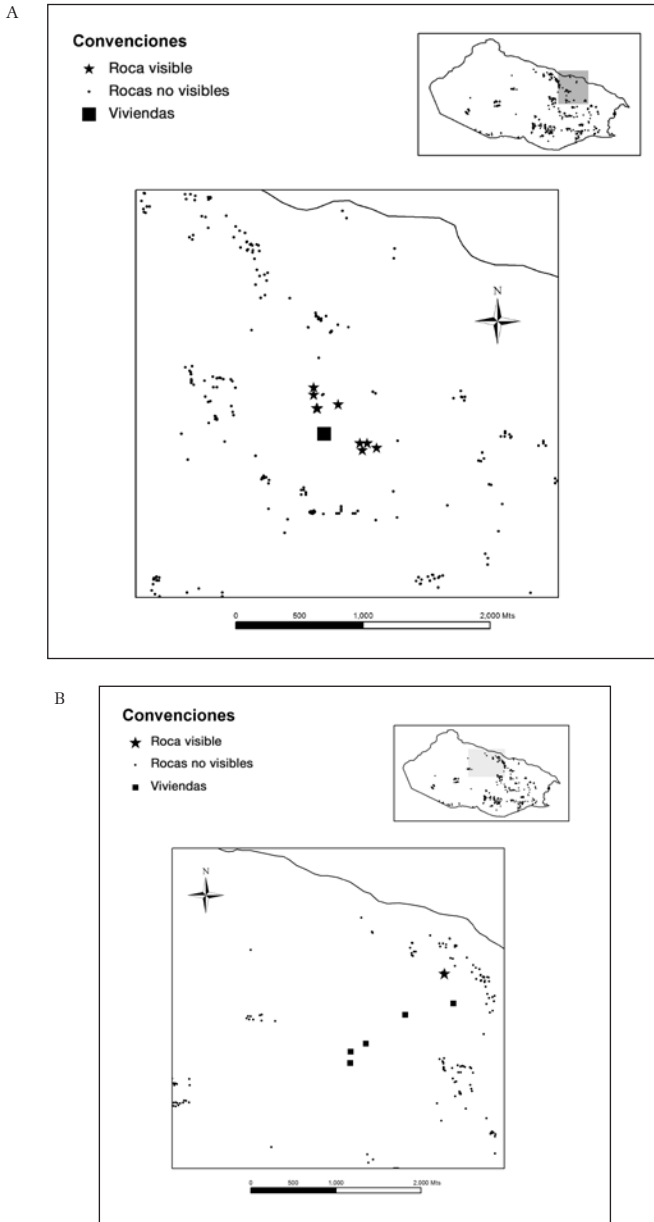 A
Convenciones
Roca visible
Rocas no visibles
Viviendas
N
0 500 1,000 2,000 Mts
B
Convenciones
Roca visible
Rocas no visibles
Viviendas
N
0 500 1,000 2,000 Mts